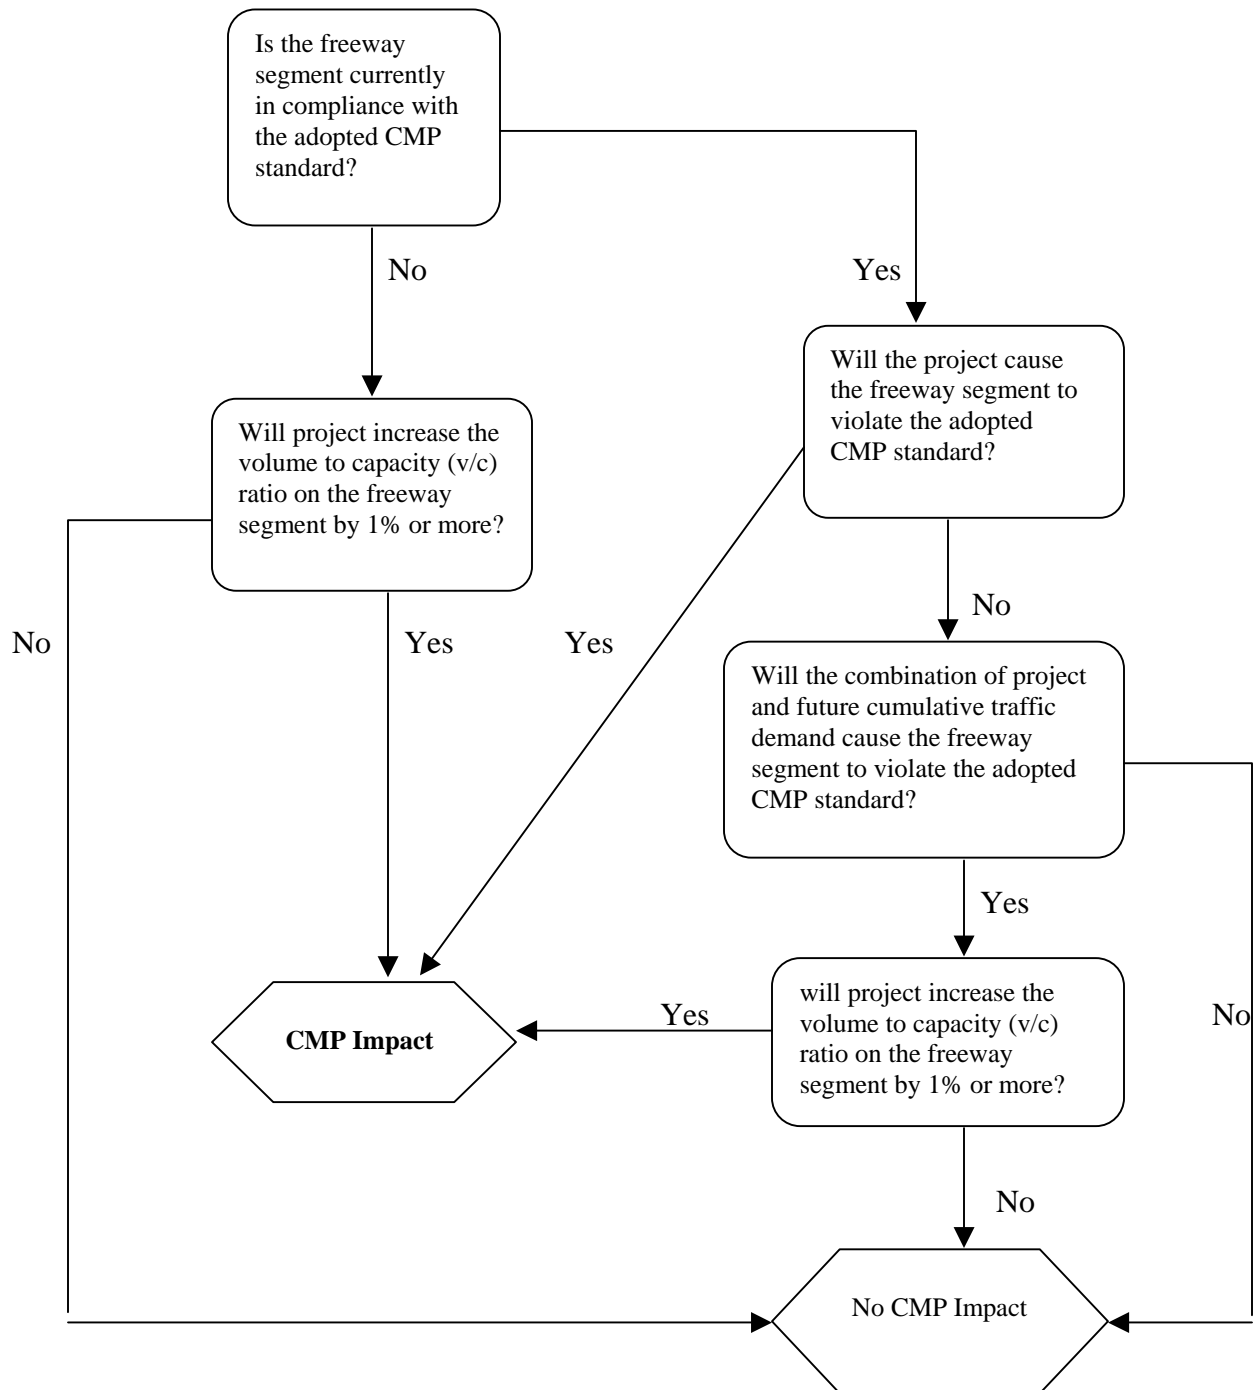 Is the freeway
segment currently
in compliance with
the adopted CMP
standard?
No
Yes
Will the project cause
the freeway segment to
violate the adopted
CMP standard?
Will project increase the
volume to capacity (v/c)
ratio on the freeway
segment by 1% or more?
No
No
Yes
Yes
Will the combination of project
and future cumulative traffic
demand cause the freeway
segment to violate the adopted
CMP standard?
Yes
will project increase the
volume to capacity (v/c)
ratio on the freeway
segment by 1% or more?
Yes
No
CMP Impact
No
No CMP Impact